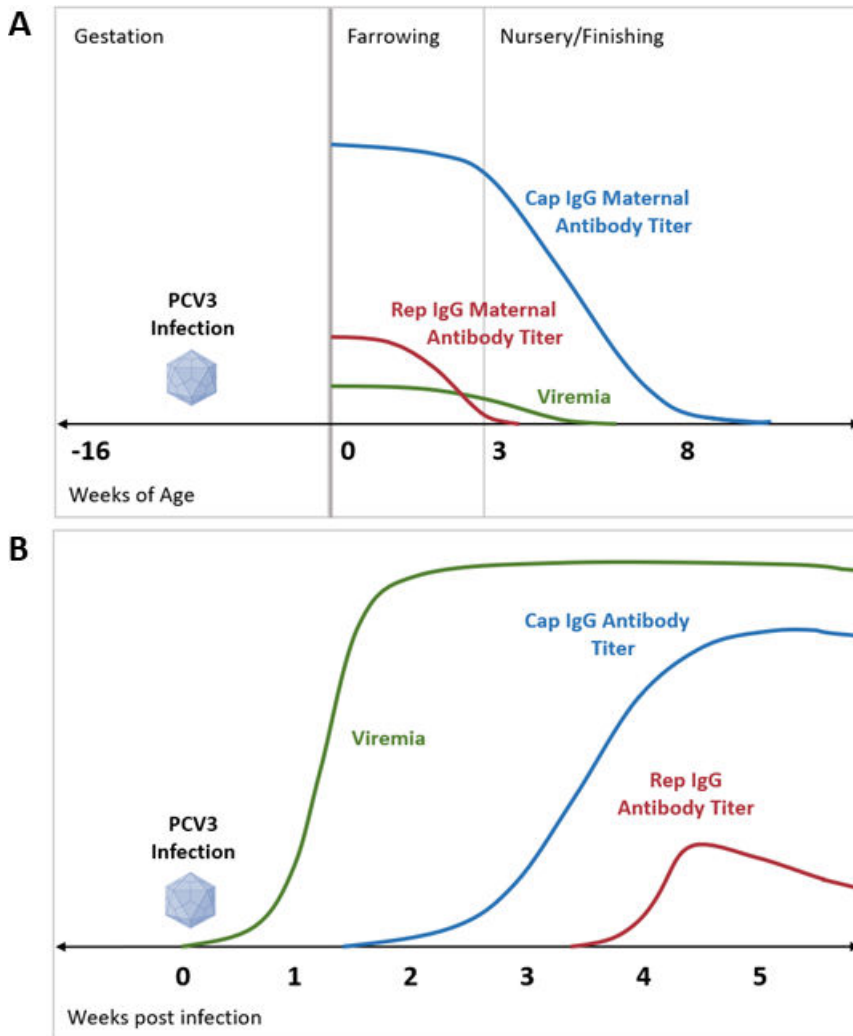 A
Gestation
Farrowing
Nursery/Finishing
Cap IgG Maternal
Antibody Titer
PCV3
Infection
Rep IgG Maternal
Antibody Titer
Viremia
-16
0
3
8
Weeks of Age
B
Cap IgG Antibody
Titer
Viremia
Rep IgG
Antibody Titer
PCV3
Infection
0
1
2
3
4
5
Weeks post infection